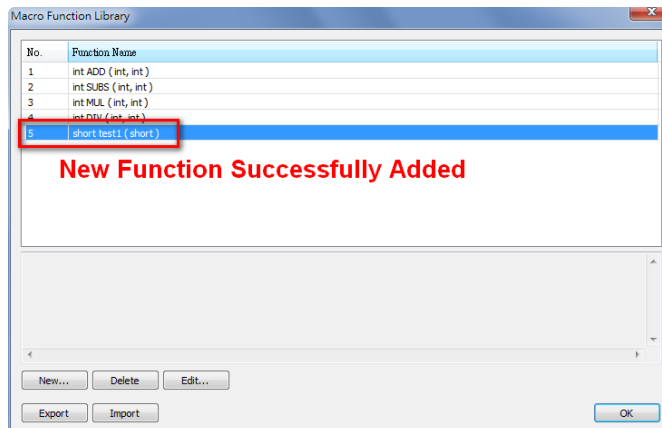 Macro Function Library
No. Function Name
1 int ADD ( int, int )
2 int SUBS ( int, int )
3 int MUL ( int, int )
4 int DIV ( int, int )
5 short test1 ( short )
New Function Successfully Added
New... Delete Edit...
Export Import OK